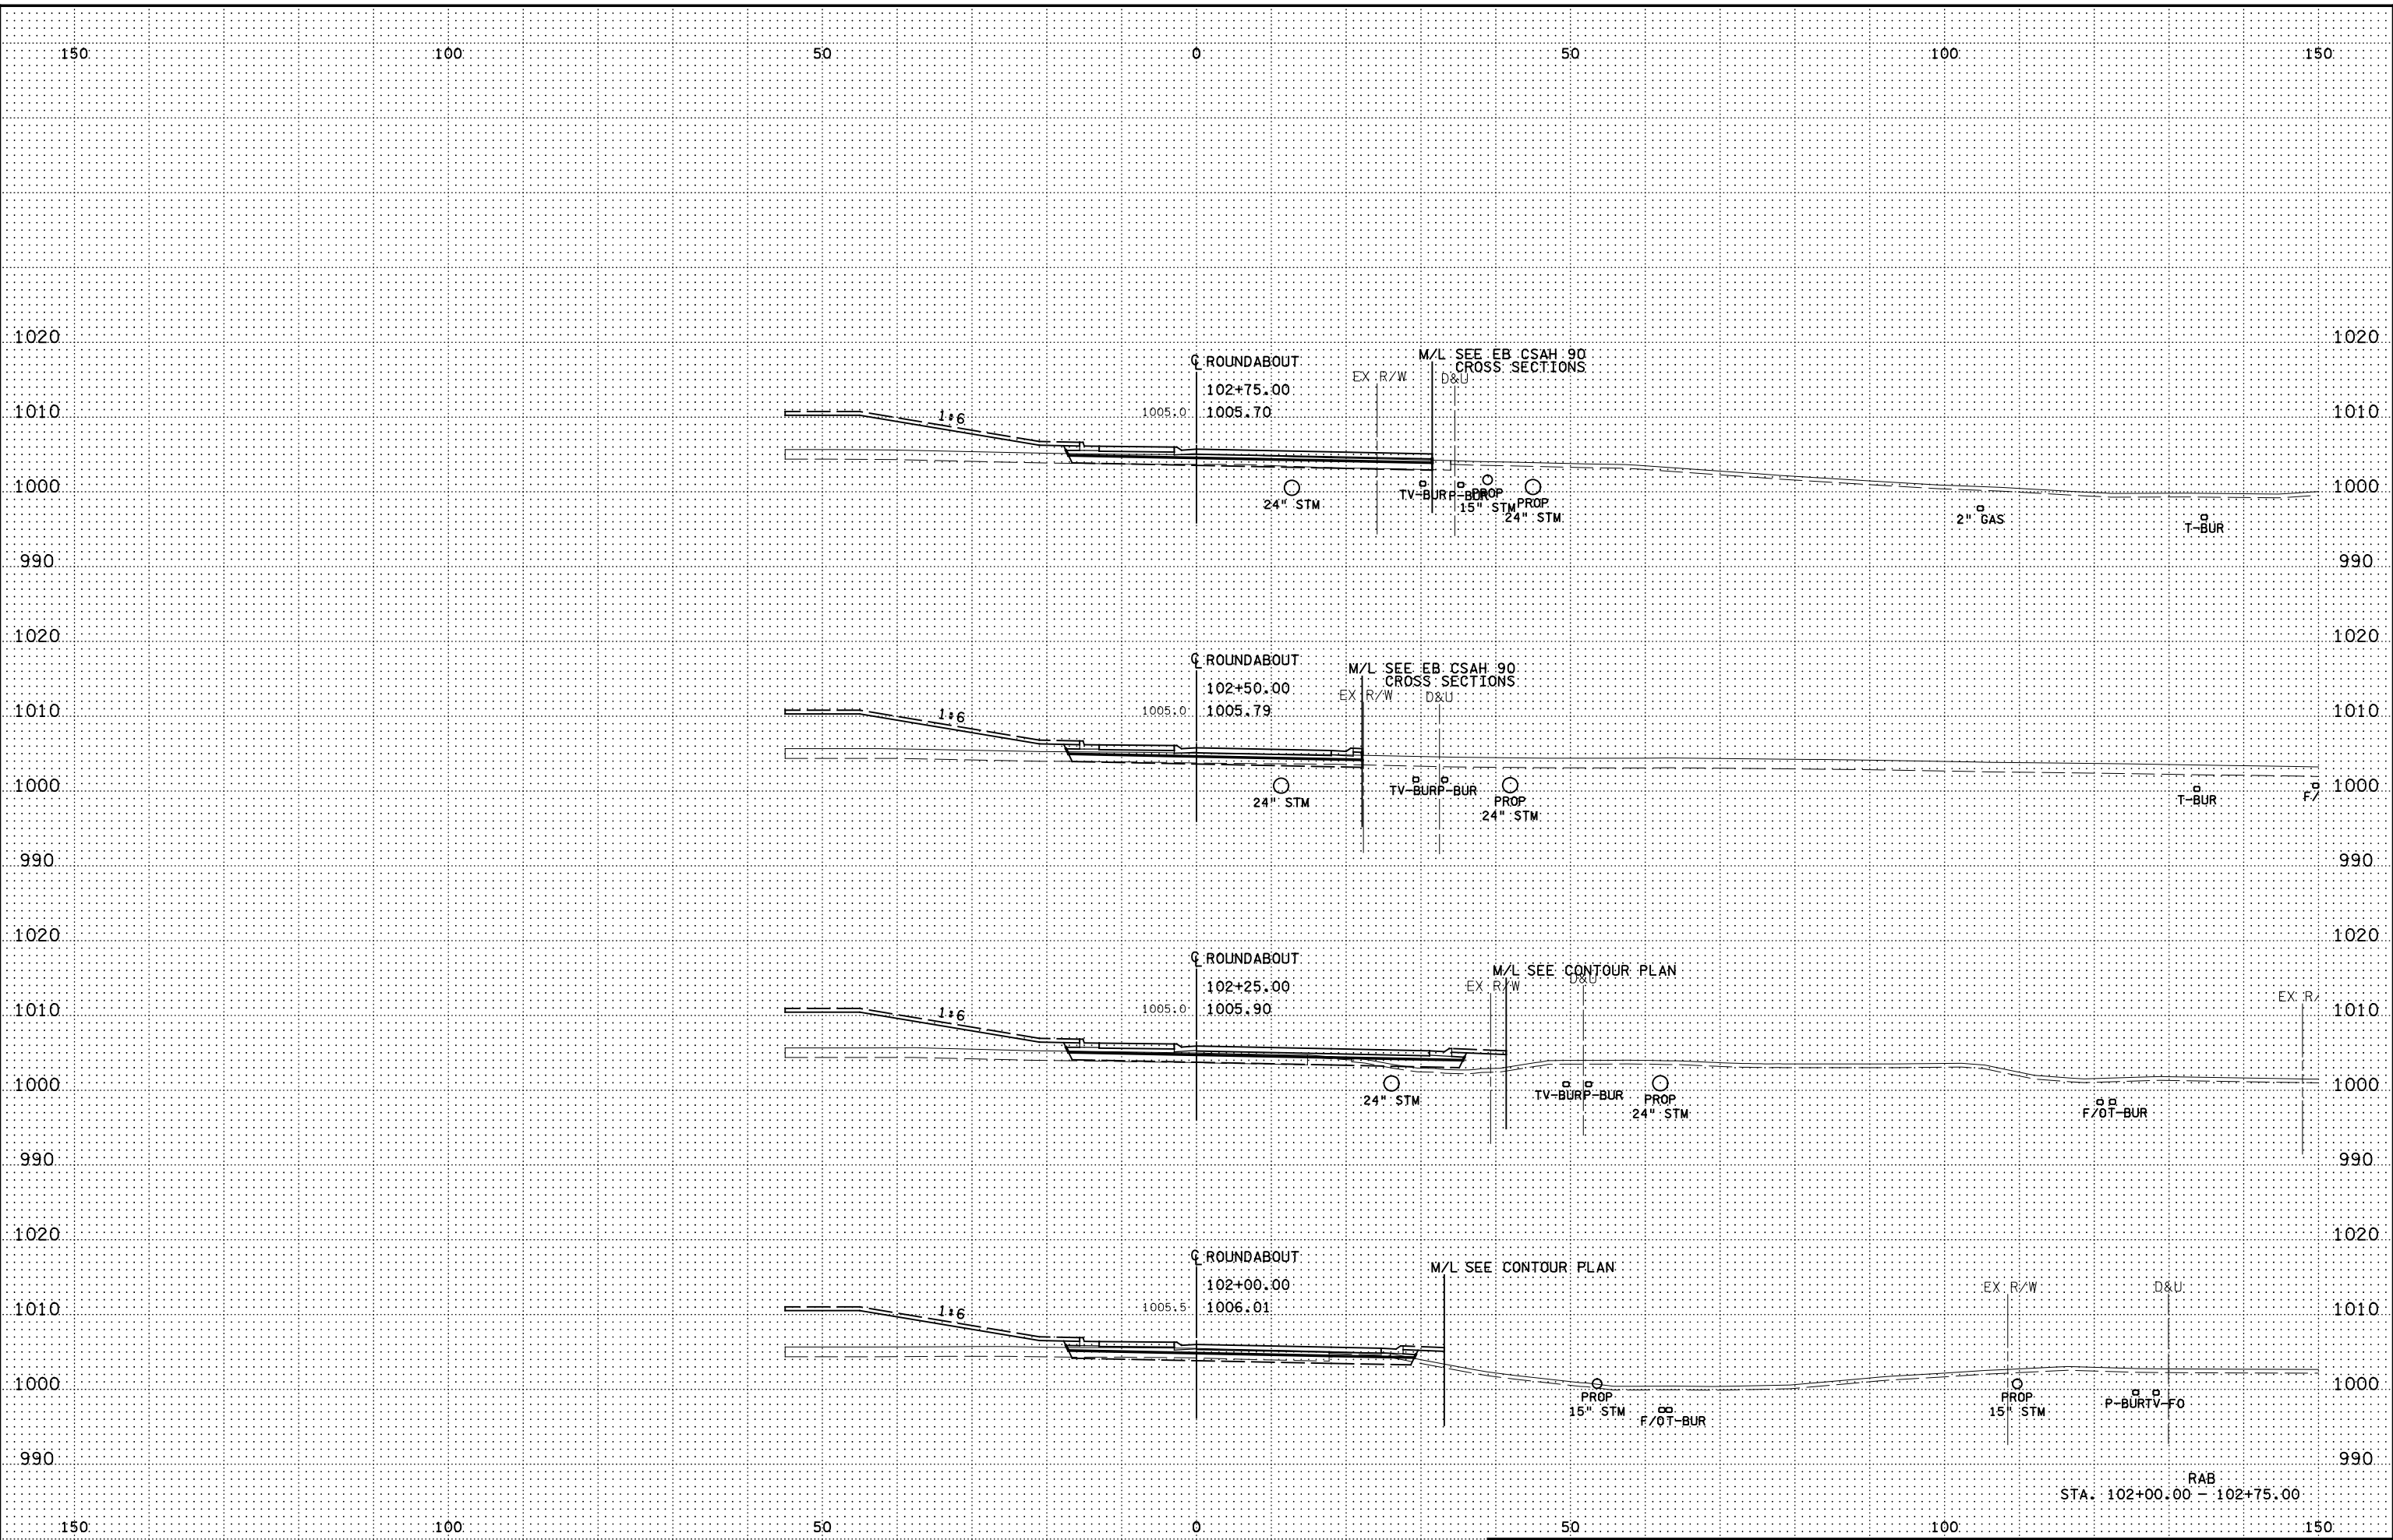 150 100 50 0 50 100 150
1020 1020
℄ ROUNDABOUT
M/L SEE EB CSAH 90
CROSS SECTIONS
EX R/W
D&U
102+75.00
1010 1:6 1005.0 1005.70 1010
1000 1000
24" STM
TV-BUR
P-BUR
PROP
15" STM
PROP
24" STM
2" GAS
T-BUR
990 990
1020 1020
℄ ROUNDABOUT
M/L SEE EB CSAH 90
CROSS SECTIONS
EX R/W
D&U
102+50.00
1010 1:6 1005.0 1005.79 1010
1000 1000
24" STM
TV-BUR
P-BUR
PROP
24" STM
T-BUR
F/
990 990
1020 1020
℄ ROUNDABOUT
M/L SEE CONTOUR PLAN
EX R/W
D&U
EX R/
102+25.00
1010 1:6 1005.0 1005.90 1010
1000 1000
24" STM
TV-BUR
P-BUR
PROP
24" STM
F/O
T-BUR
990 990
1020 1020
℄ ROUNDABOUT
M/L SEE CONTOUR PLAN
EX R/W
D&U
102+00.00
1010 1:6 1005.5 1006.01 1010
1000 1000
PROP
15" STM
F/O
T-BUR
PROP
15" STM
P-BUR
TV-FO
990 990
RAB
STA. 102+00.00 - 102+75.00
150 100 50 0 50 100 150